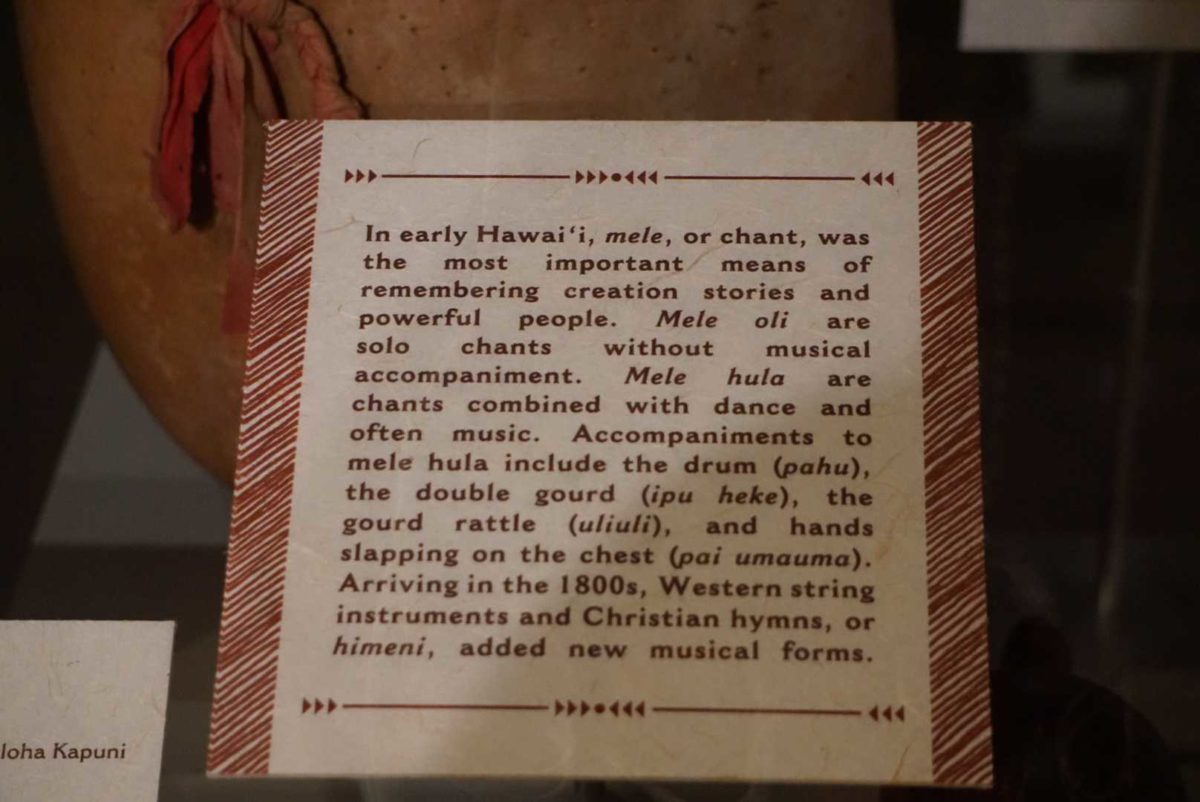 In early Hawai‘i, mele, or chant, was
the most important means of
remembering creation stories and
powerful people. Mele oli are
solo chants without musical
accompaniment. Mele hula are
chants combined with dance and
often music. Accompaniments to
mele hula include the drum (pahu),
the double gourd (ipu heke), the
gourd rattle (uliuli), and hands
slapping on the chest (pai umauma).
Arriving in the 1800s, Western string
instruments and Christian hymns, or
himeni, added new musical forms.
loha Kapuni